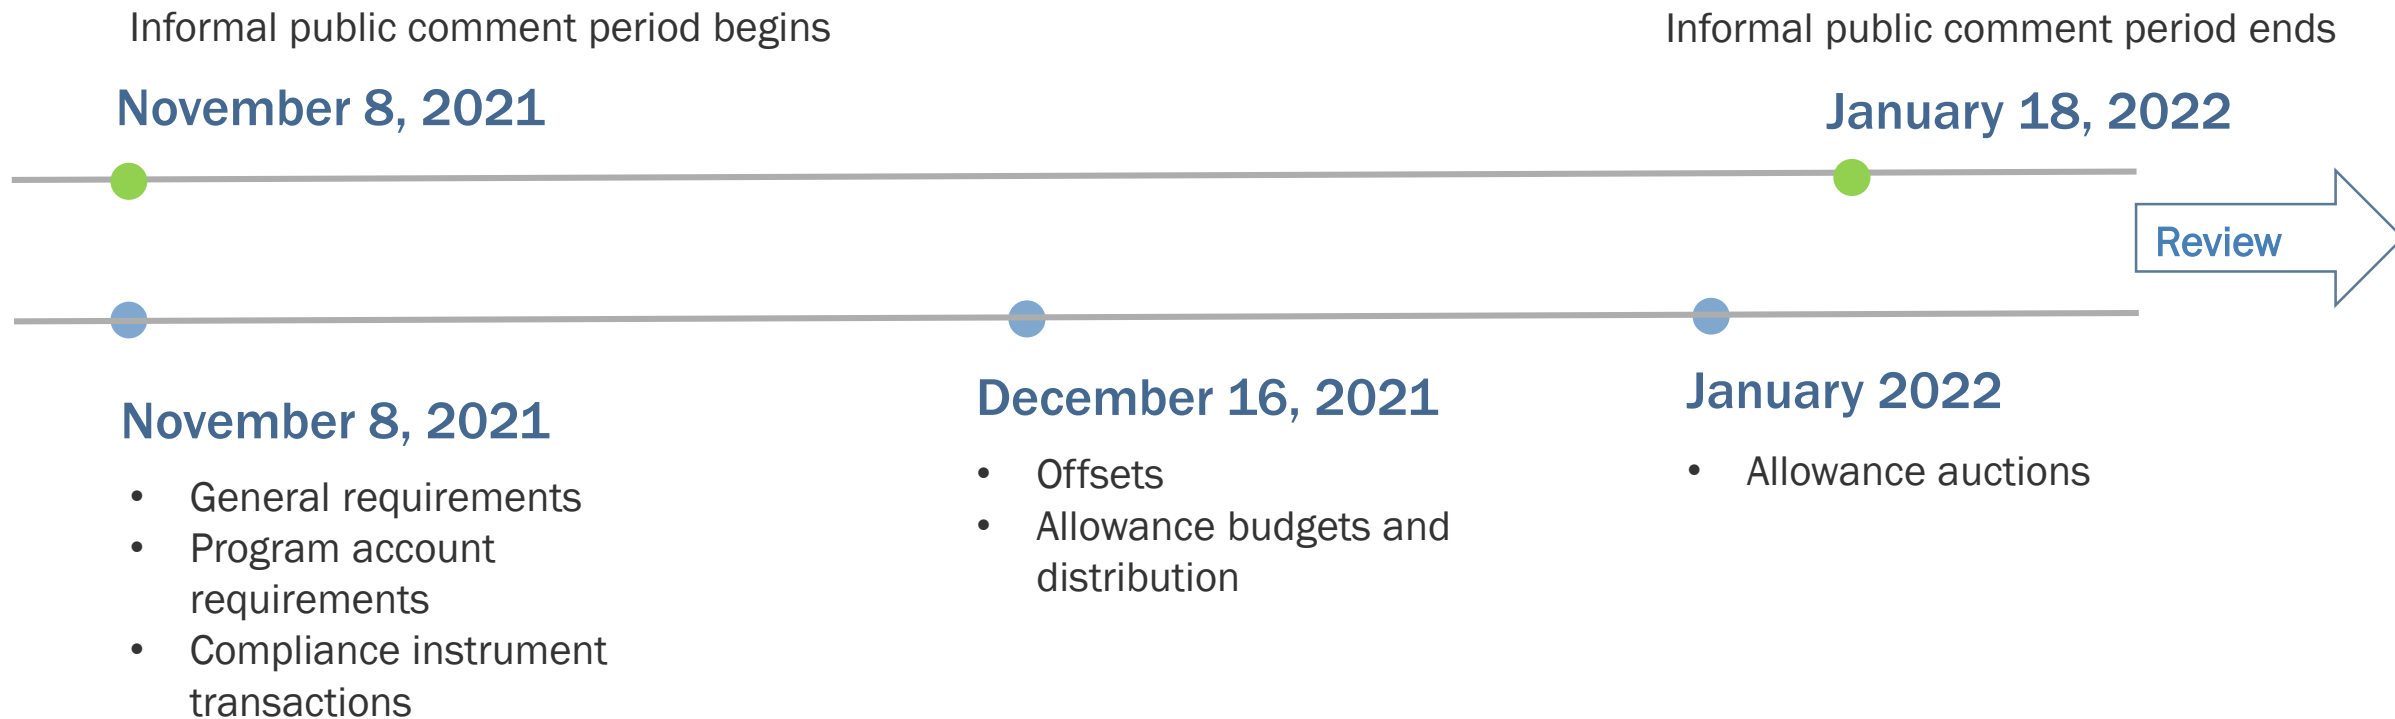 Informal public comment period begins
Informal public comment period ends
November 8, 2021
January 18, 2022
Review
November 8, 2021
• General requirements
• Program account
requirements
• Compliance instrument
transactions
December 16, 2021
• Offsets
• Allowance budgets and
distribution
January 2022
• Allowance auctions